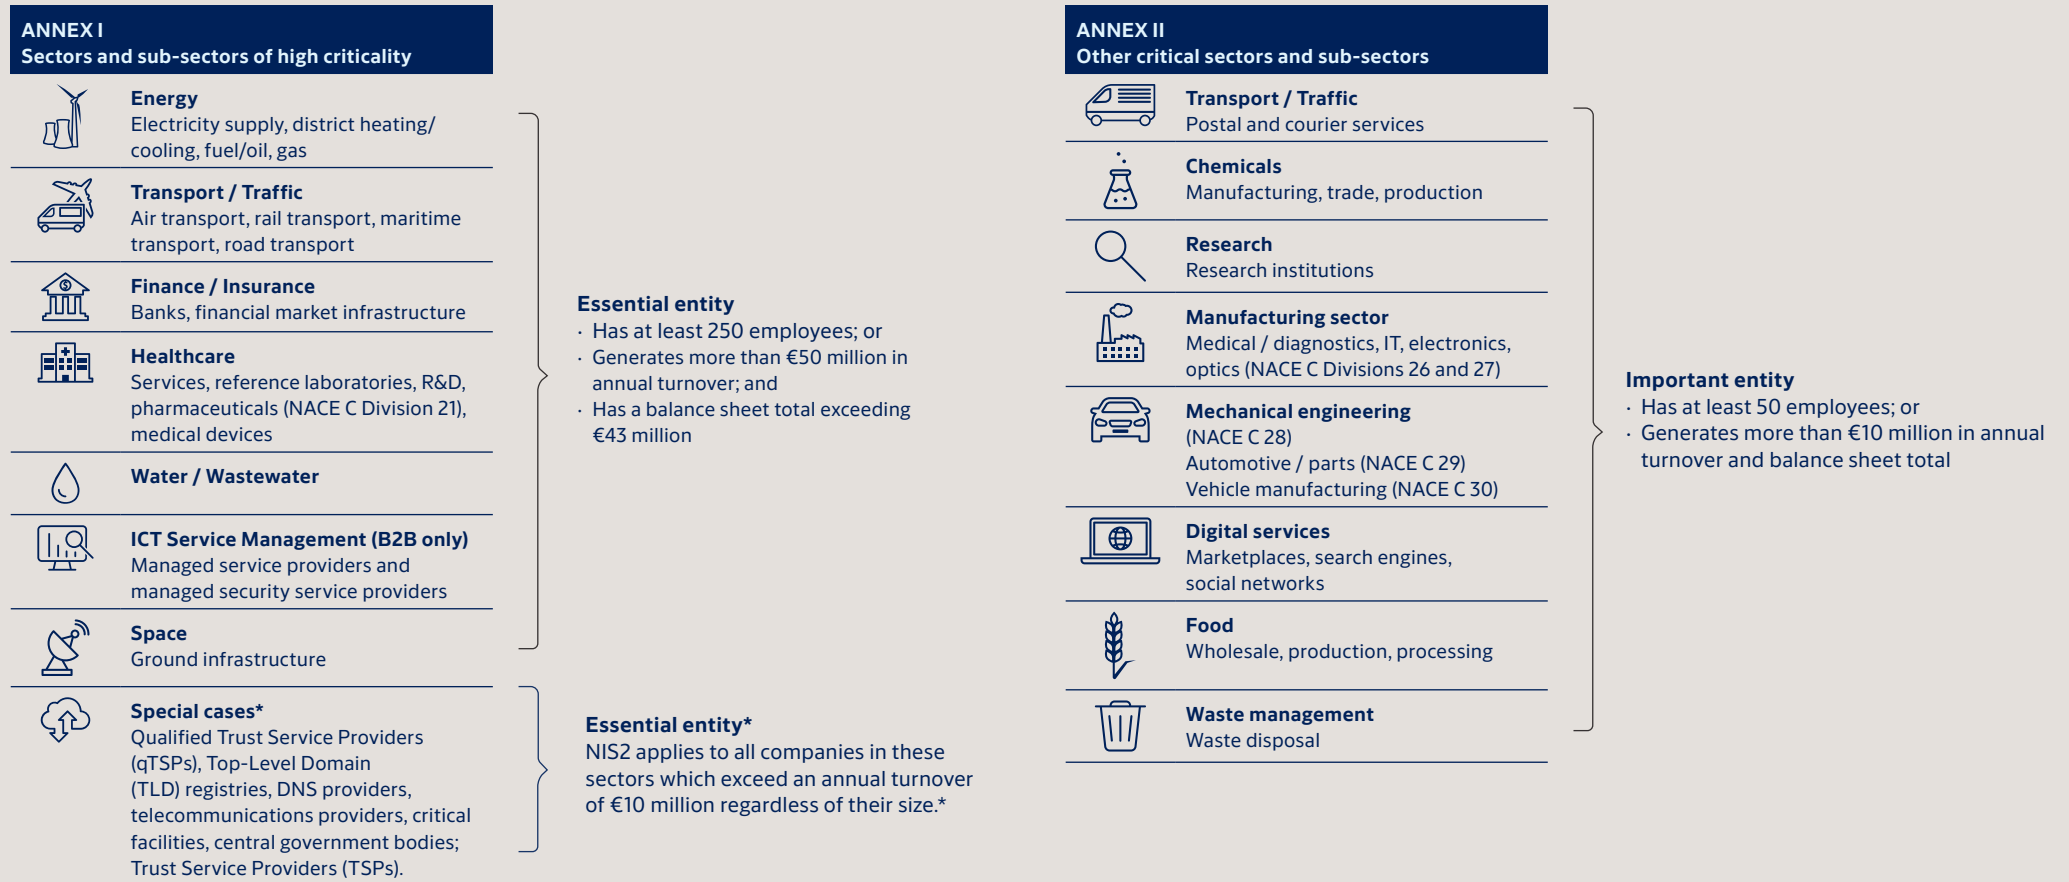 ANNEX I
Sectors and sub-sectors of high criticality
Energy
Electricity supply, district heating/
cooling, fuel/oil, gas
Transport / Traffic
Air transport, rail transport, maritime
transport, road transport
Finance / Insurance
Banks, financial market infrastructure
Healthcare
Services, reference laboratories, R&D,
pharmaceuticals (NACE C Division 21),
medical devices
Water / Wastewater
ICT Service Management (B2B only)
Managed service providers and
managed security service providers
Space
Ground infrastructure
Special cases*
Qualified Trust Service Providers
(qTSPs), Top-Level Domain
(TLD) registries, DNS providers,
telecommunications providers, critical
facilities, central government bodies;
Trust Service Providers (TSPs).
Essential entity
· Has at least 250 employees; or
· Generates more than €50 million in
annual turnover; and
· Has a balance sheet total exceeding
€43 million
Essential entity*
NIS2 applies to all companies in these
sectors which exceed an annual turnover
of €10 million regardless of their size.*
ANNEX II
Other critical sectors and sub-sectors
Transport / Traffic
Postal and courier services
Chemicals
Manufacturing, trade, production
Research
Research institutions
Manufacturing sector
Medical / diagnostics, IT, electronics,
optics (NACE C Divisions 26 and 27)
Mechanical engineering
(NACE C 28)
Automotive / parts (NACE C 29)
Vehicle manufacturing (NACE C 30)
Digital services
Marketplaces, search engines,
social networks
Food
Wholesale, production, processing
Waste management
Waste disposal
Important entity
· Has at least 50 employees; or
· Generates more than €10 million in annual
turnover and balance sheet total